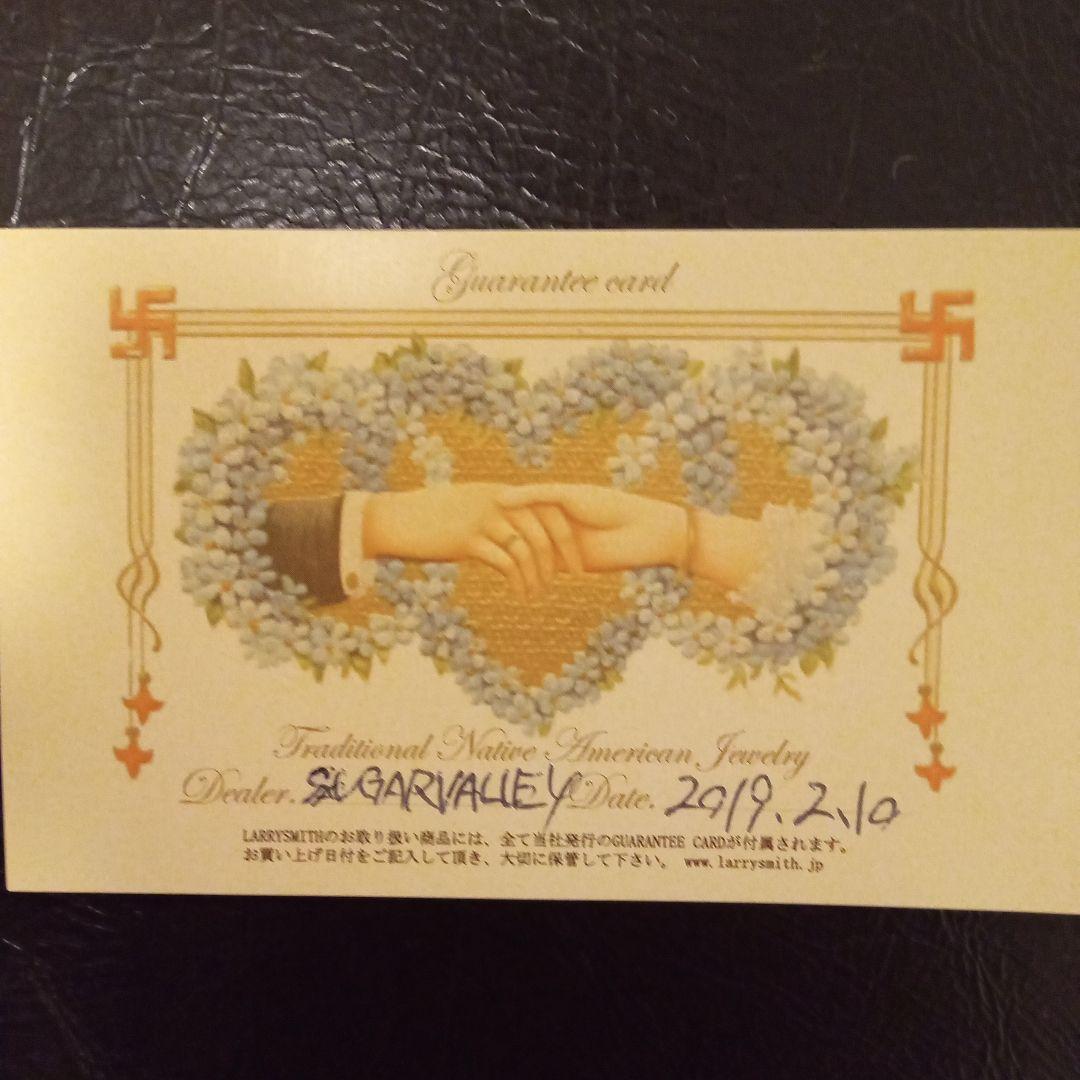 Guarantee card
Traditional Native American Jewelry
Dealer. SUGARVALLEY Date. 2019.2.10
LARRYSMITHのお取り扱い商品には、全て当社発行のGUARANTEE CARDが付属されます。
お買い上げ日付をご記入して頂き、大切に保管して下さい。 www.larrysmith.jp